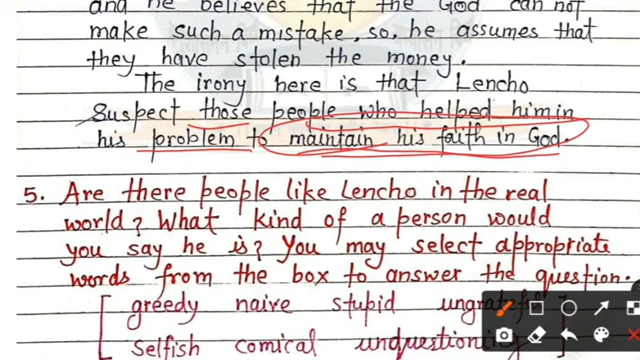 and he believes that the God can not
make such a mistake. so, he assumes that
they have stolen the money.
The irony here is that Lencho
Suspect those people who helped him in
his problem to maintain his faith in God.
5. Are there people like Lencho in the real
world? What kind of a person would
you say he is? You may select appropriate
words from the box to answer the question.
greedy naive stupid
Selfish comical